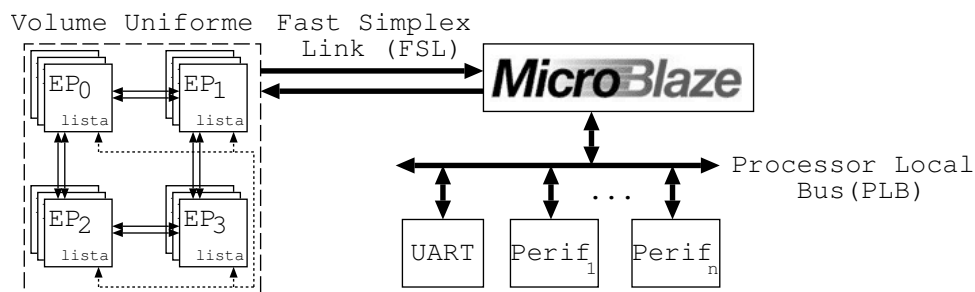 Volume Uniforme
Fast Simplex
Link (FSL)
MicroBlaze
EP0
lista
EP1
lista
EP2
lista
EP3
lista
Processor Local
Bus(PLB)
...
UART
Perif1
Perifn